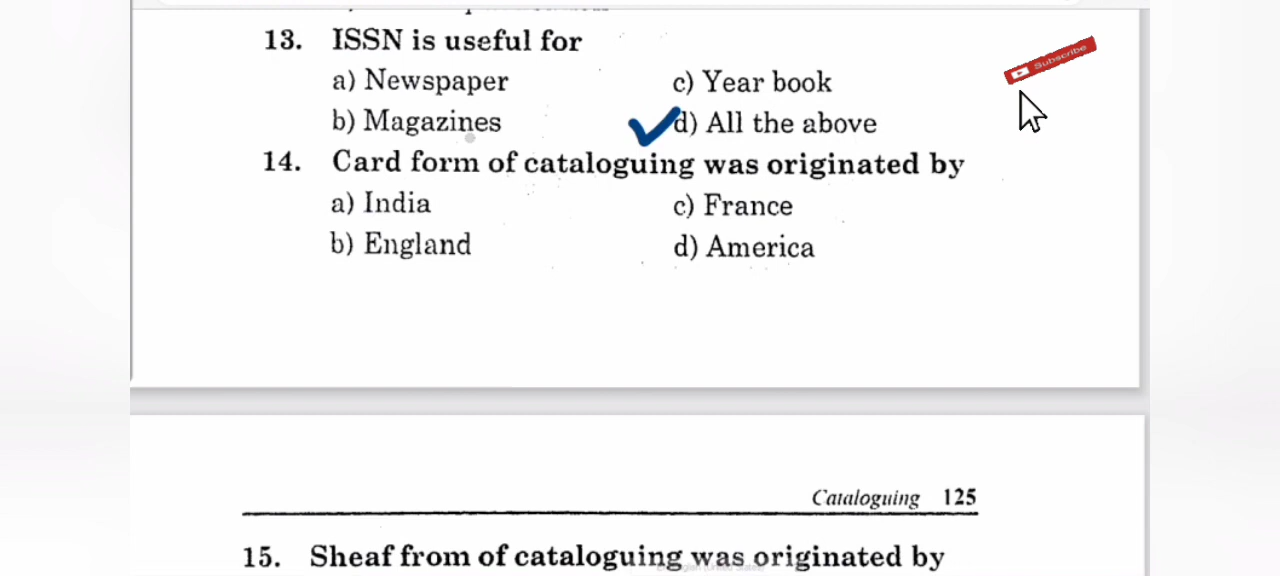 13. ISSN is useful for
a) Newspaper c) Year book
b) Magazines d) All the above
14. Card form of cataloguing was originated by
a) India c) France
b) England d) America
Subscribe
Cataloguing 125
15. Sheaf from of cataloguing was originated by